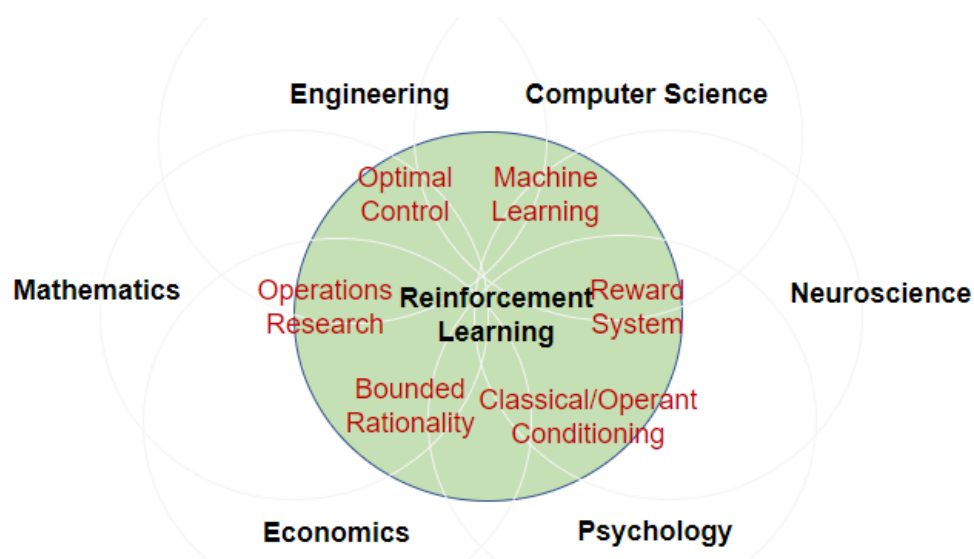 Engineering
Computer Science
Optimal
Control
Machine
Learning
Mathematics
Operations
Research
Reinforcement
Learning
Reward
System
Neuroscience
Bounded
Rationality
Classical/Operant
Conditioning
Economics
Psychology